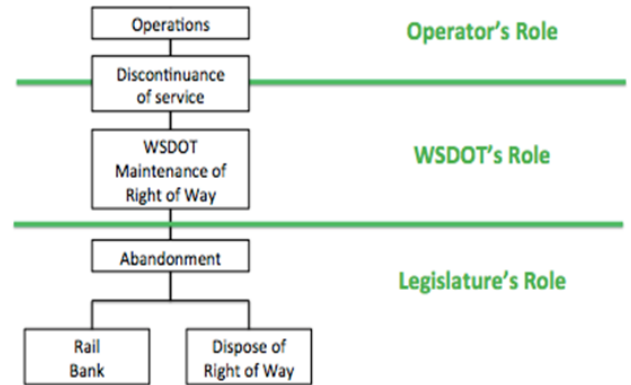 Operations
Operator's Role
Discontinuance
of service
WSDOT
Maintenance of
Right of Way
WSDOT's Role
Abandonment
Legislature's Role
Rail
Bank
Dispose of
Right of Way